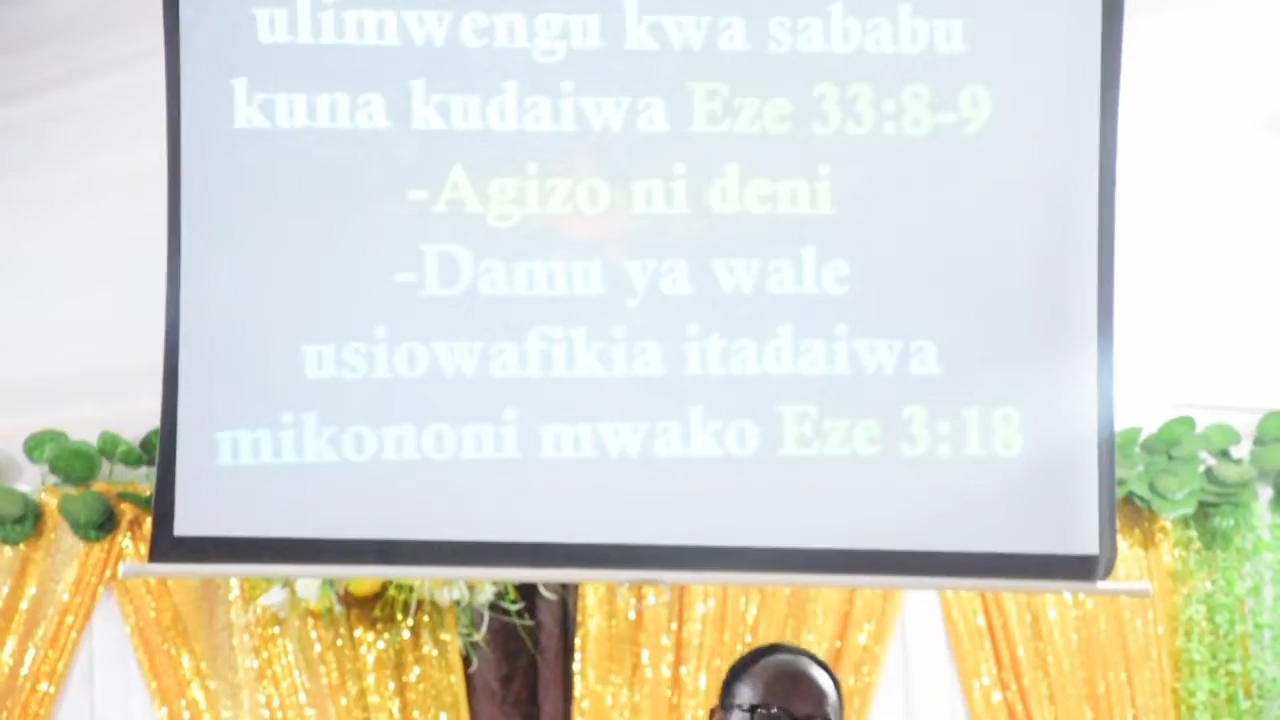 ulimwengu kwa sababu
kuna kudaiwa Eze 33:8-9
-Agizo ni deni
-Damu ya wale
usiowafikia itadaiwa
mikononi mwako Eze 3:18